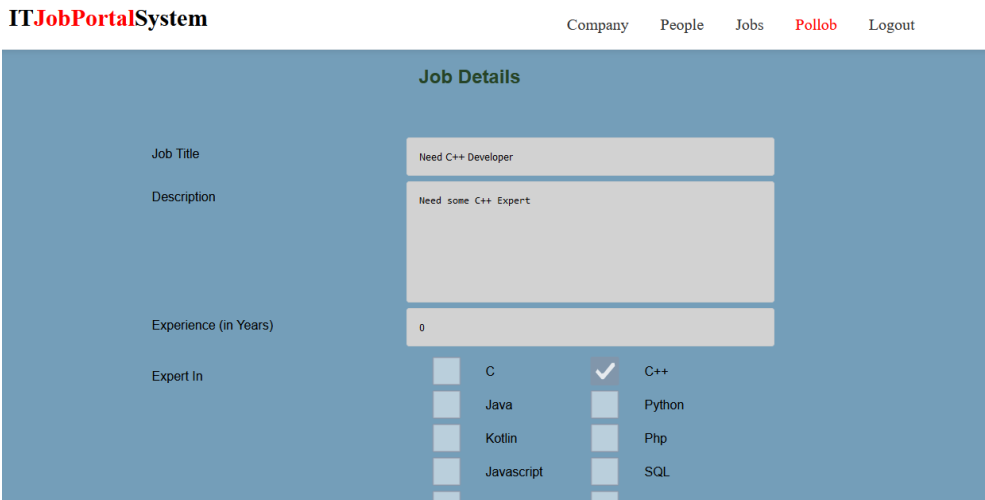 ITJobPortalSystem
Company People Jobs Pollob Logout
Job Details
Job Title Need C++ Developer
Description Need some C++ Expert
Experience (in Years) 0
Expert In C C++
Java Python
Kotlin Php
Javascript SQL